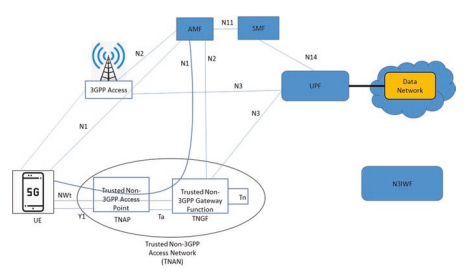 AMF
N11
SMF
N2
N1
N2
N14
3GPP Access
N3
UPF
Data
Network
N1
N3
5G
NWt
Trusted Non-
3GPP Access
Point
Trusted Non-
3GPP Gateway
Function
Tn
N3IWF
UE
Y1
TNAP
Ta
TNGF
Trusted Non-3GPP
Access Network
(TNAN)